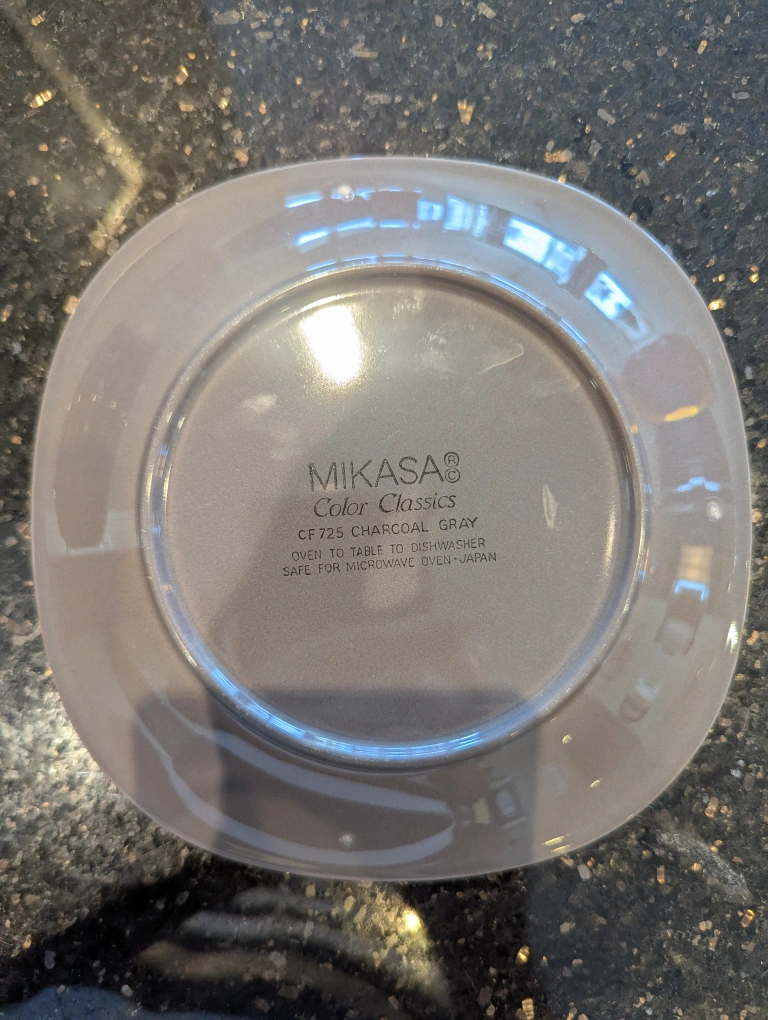 MIKASA®©
Color Classics
CF725 CHARCOAL GRAY
OVEN TO TABLE TO DISHWASHER
SAFE FOR MICROWAVE OVEN·JAPAN